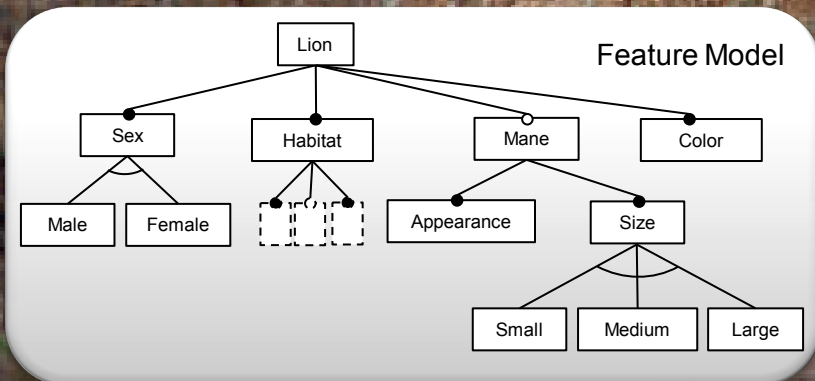 Lion
Feature Model
Sex
Habitat
Mane
Color
Male
Female
Appearance
Size
Small
Medium
Large